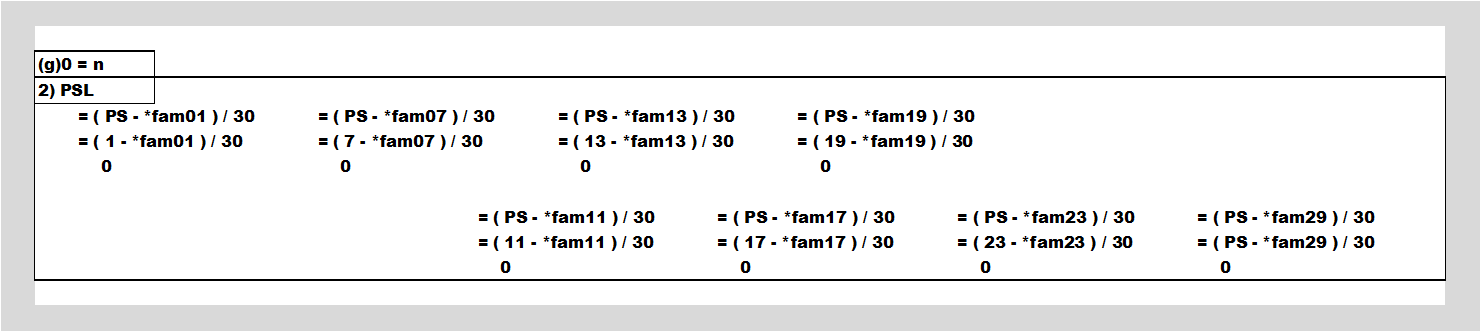 (g)0 = n
2) PSL
= ( PS - *fam01 ) / 30 = ( PS - *fam07 ) / 30 = ( PS - *fam13 ) / 30 = ( PS - *fam19 ) / 30
= ( 1 - *fam01 ) / 30 = ( 7 - *fam07 ) / 30 = ( 13 - *fam13 ) / 30 = ( 19 - *fam19 ) / 30
0 0 0 0
= ( PS - *fam11 ) / 30 = ( PS - *fam17 ) / 30 = ( PS - *fam23 ) / 30 = ( PS - *fam29 ) / 30
= ( 11 - *fam11 ) / 30 = ( 17 - *fam17 ) / 30 = ( 23 - *fam23 ) / 30 = ( PS - *fam29 ) / 30
0 0 0 0